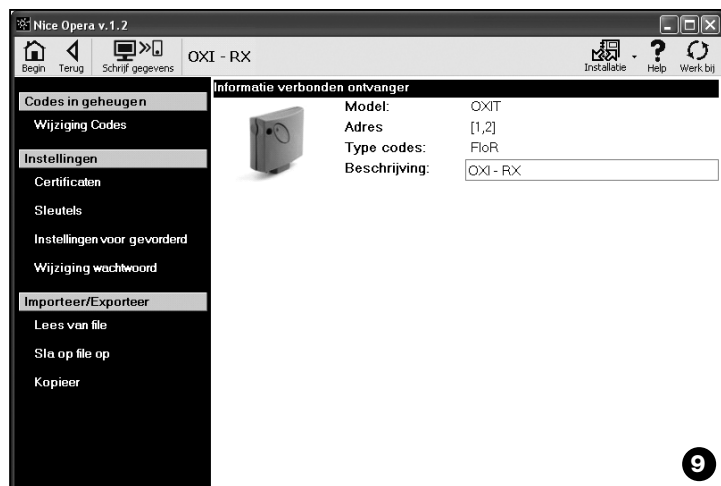 Nice Opera v.1.2
Begin
Terug
Schrijf gegevens
OXI - RX
Installatie
Help
Werk bij
Codes in geheugen
Wijziging Codes
Instellingen
Certificaten
Sleutels
Instellingen voor gevorderd
Wijziging wachtwoord
Importeer/Exporteer
Lees van file
Sla op file op
Kopieer
Informatie verbonden ontvanger
Model: OXIT
Adres [1,2]
Type codes: FloR
Beschrijving: OXI - RX
9